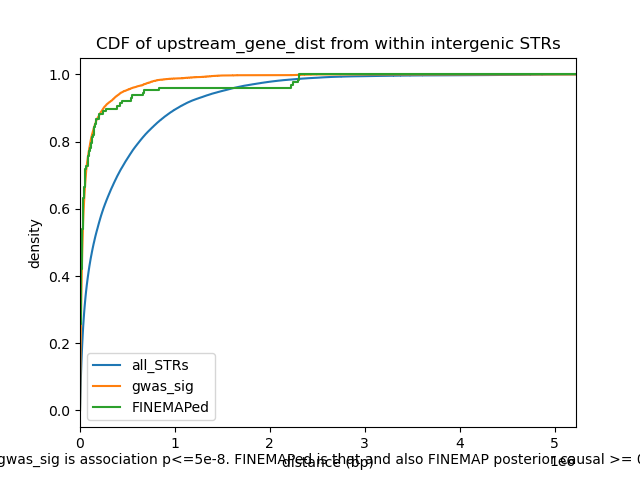 CDF of upstream_gene_dist from within intergenic STRs
density
1.0
0.8
0.6
0.4
0.2
0.0
all_STRs
gwas_sig
FINEMAPed
0 1 2 3 4 5
1e6
distance (bp)
gwas_sig is association p<=5e-8. FINEMAPed is that and also FINEMAP posterior causal >= 0